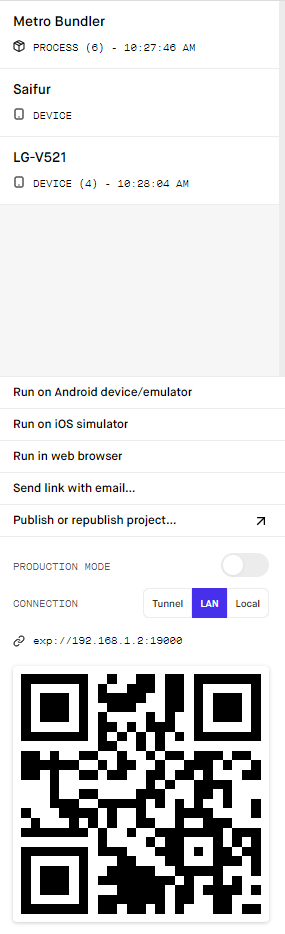 Metro Bundler
PROCESS (6) - 10:27:46 AM
Saifur
DEVICE
LG-V521
DEVICE (4) - 10:28:04 AM
Run on Android device/emulator
Run on iOS simulator
Run in web browser
Send link with email...
Publish or republish project...
PRODUCTION MODE
CONNECTION Tunnel LAN Local
exp://192.168.1.2:19000